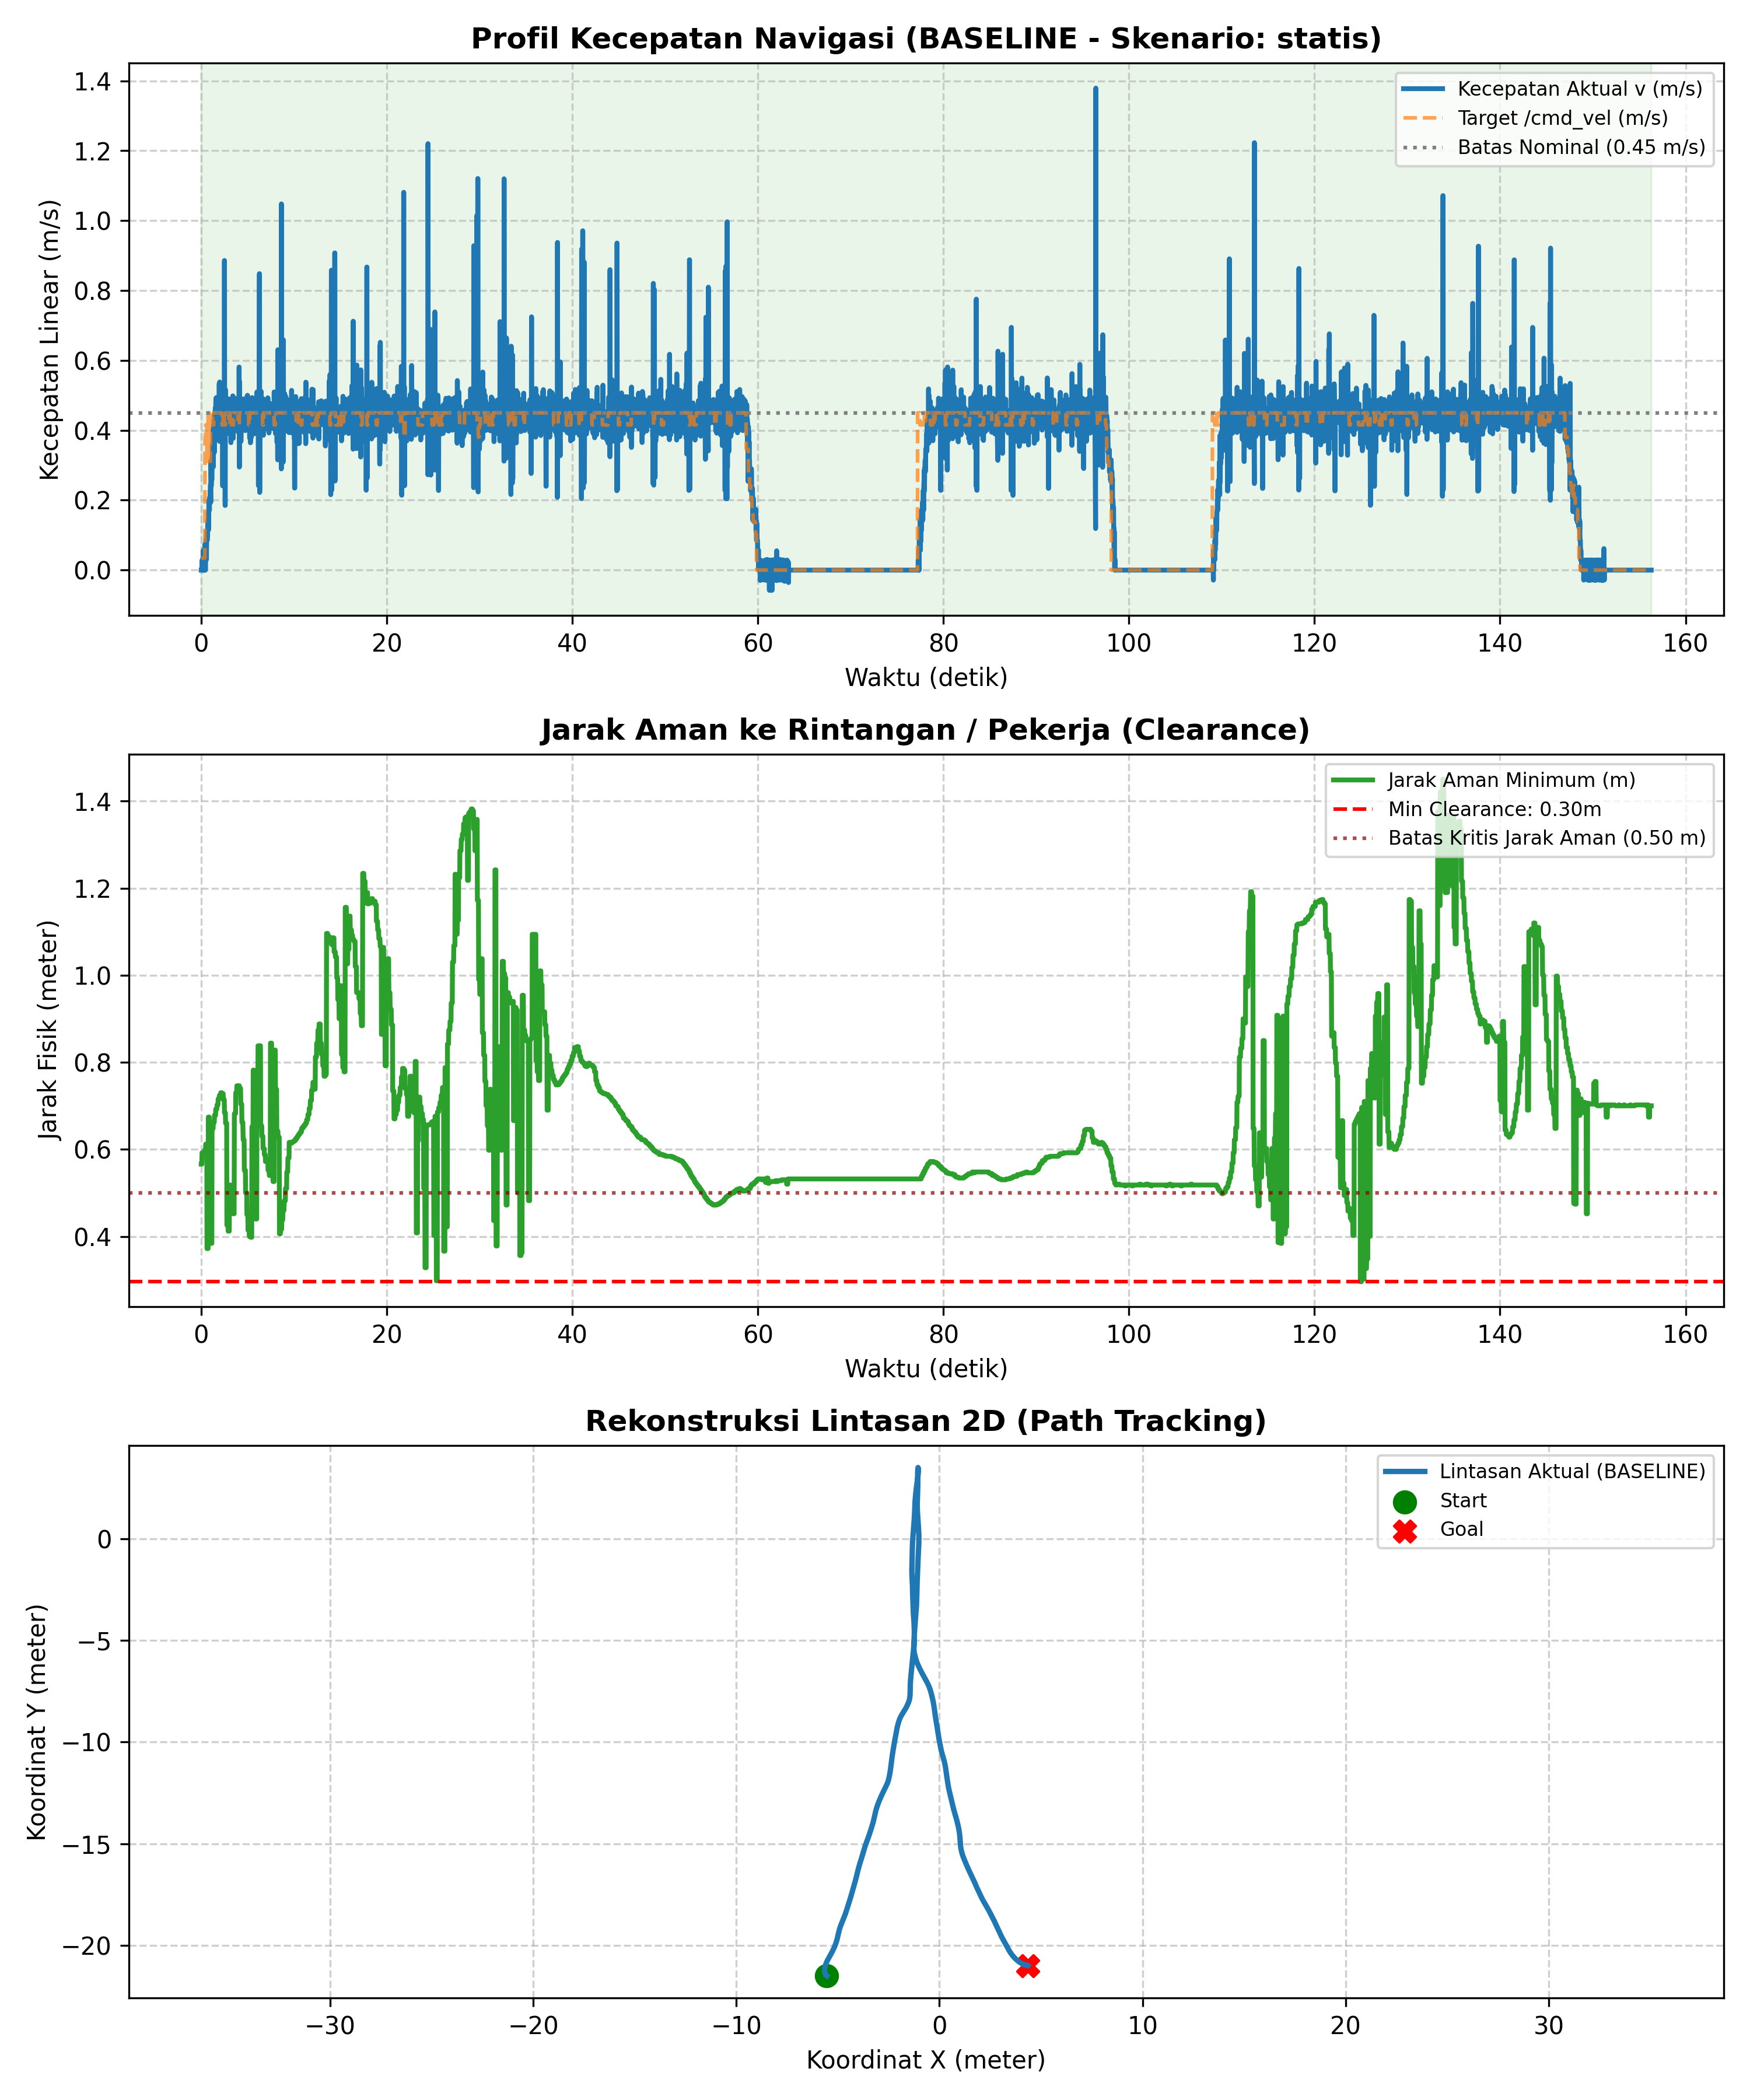 Profil Kecepatan Navigasi (BASELINE - Skenario: statis)
Kecepatan Linear (m/s)
1.4
1.2
1.0
0.8
0.6
0.4
0.2
0.0
Kecepatan Aktual v (m/s)
Target /cmd_vel (m/s)
Batas Nominal (0.45 m/s)
0 20 40 60 80 100 120 140 160
Waktu (detik)
Jarak Aman ke Rintangan / Pekerja (Clearance)
Jarak Fisik (meter)
1.4
1.2
1.0
0.8
0.6
0.4
Jarak Aman Minimum (m)
Min Clearance: 0.30m
Batas Kritis Jarak Aman (0.50 m)
0 20 40 60 80 100 120 140 160
Waktu (detik)
Rekonstruksi Lintasan 2D (Path Tracking)
Koordinat Y (meter)
0
−5
−10
−15
−20
Lintasan Aktual (BASELINE)
Start
Goal
−30 −20 −10 0 10 20 30
Koordinat X (meter)